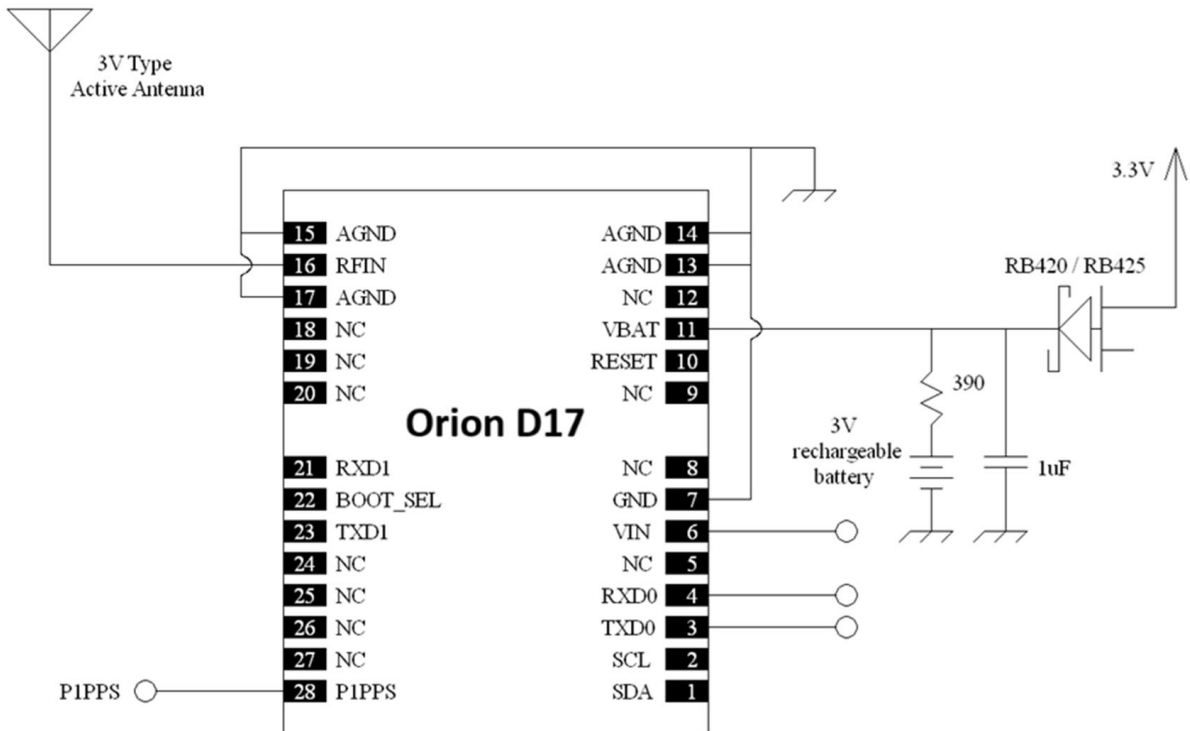 3V Type
Active Antenna
3.3V
RB420 / RB425
15 AGND
16 RFIN
17 AGND
18 NC
19 NC
20 NC
21 RXD1
22 BOOT_SEL
23 TXD1
24 NC
25 NC
26 NC
27 NC
P1PPS
28 P1PPS
Orion D17
AGND 14
AGND 13
NC 12
VBAT 11
RESET 10
NC 9
NC 8
GND 7
VIN 6
NC 5
RXD0 4
TXD0 3
SCL 2
SDA 1
390
3V
rechargeable
battery
1uF